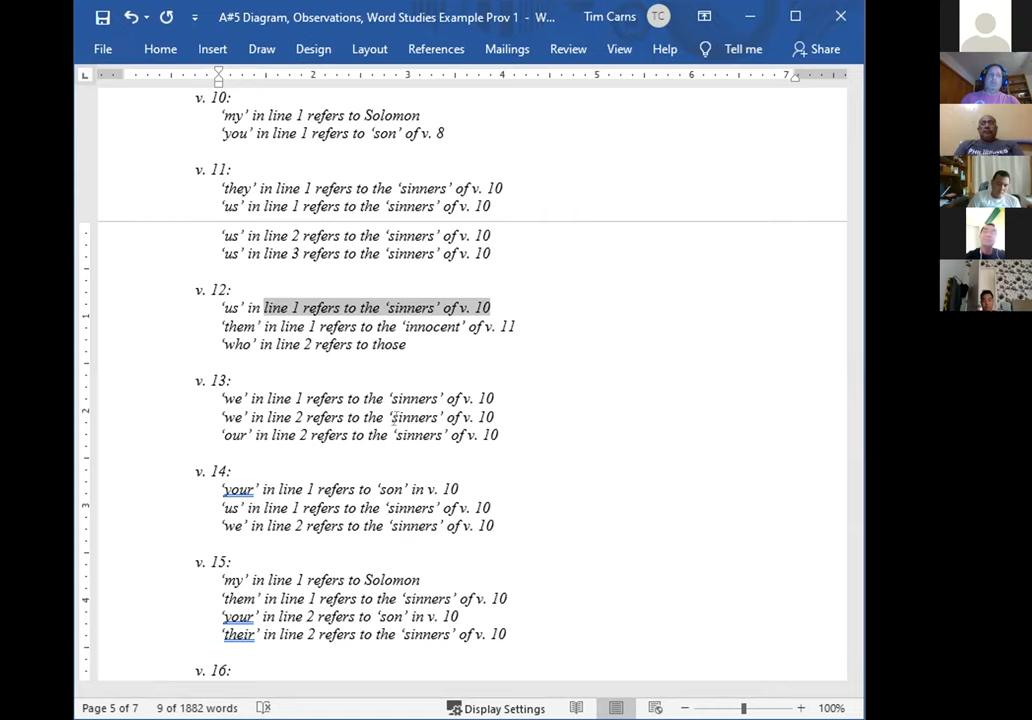 A#5 Diagram, Observations, Word Studies Example Prov 1 - W... Tim Carns TC
File Home Insert Draw Design Layout References Mailings Review View Help Tell me Share
L 2 3 4 5 6 7
v. 10:
‘my’ in line 1 refers to Solomon
‘you’ in line 1 refers to ‘son’ of v. 8
v. 11:
‘they’ in line 1 refers to the ‘sinners’ of v. 10
‘us’ in line 1 refers to the ‘sinners’ of v. 10
‘us’ in line 2 refers to the ‘sinners’ of v. 10
‘us’ in line 3 refers to the ‘sinners’ of v. 10
v. 12:
‘us’ in line 1 refers to the ‘sinners’ of v. 10
‘them’ in line 1 refers to the ‘innocent’ of v. 11
‘who’ in line 2 refers to those
v. 13:
‘we’ in line 1 refers to the ‘sinners’ of v. 10
‘we’ in line 2 refers to the ‘sinners’ of v. 10
‘our’ in line 2 refers to the ‘sinners’ of v. 10
v. 14:
‘your’ in line 1 refers to ‘son’ in v. 10
‘us’ in line 1 refers to the ‘sinners’ of v. 10
‘we’ in line 2 refers to the ‘sinners’ of v. 10
v. 15:
‘my’ in line 1 refers to Solomon
‘them’ in line 1 refers to the ‘sinners’ of v. 10
‘your’ in line 2 refers to ‘son’ in v. 10
‘their’ in line 2 refers to the ‘sinners’ of v. 10
v. 16:
1
2
3
4
Page 5 of 7 9 of 1882 words Display Settings 100%